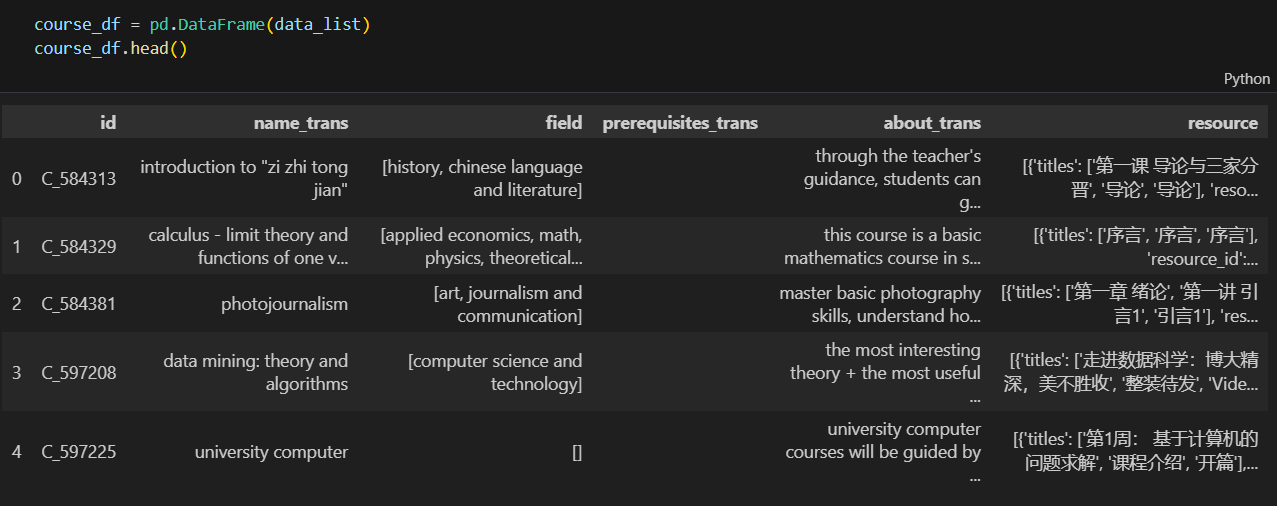 course_df = pd.DataFrame(data_list)
course_df.head()
Python
id name_trans field prerequisites_trans about_trans resource
0 C_584313 introduction to "zi zhi tong jian" [history, chinese language and literature] through the teacher's guidance, students can g... [{'titles': ['第一课 导论与三家分晋', '导论', '导论'], 'reso...
1 C_584329 calculus - limit theory and functions of one v... [applied economics, math, physics, theoretical... this course is a basic mathematics course in s... [{'titles': ['序言', '序言', '序言'], 'resource_id':...
2 C_584381 photojournalism [art, journalism and communication] master basic photography skills, understand ho... [{'titles': ['第一章 绪论', '第一讲 引言1', '引言1'], 'res...
3 C_597208 data mining: theory and algorithms [computer science and technology] the most interesting theory + the most useful ... [{'titles': ['走进数据科学：博大精深，美不胜收', '整装待发', 'Vide...
4 C_597225 university computer [] university computer courses will be guided by ... [{'titles': ['第1周： 基于计算机的问题求解', '课程介绍', '开篇'],...